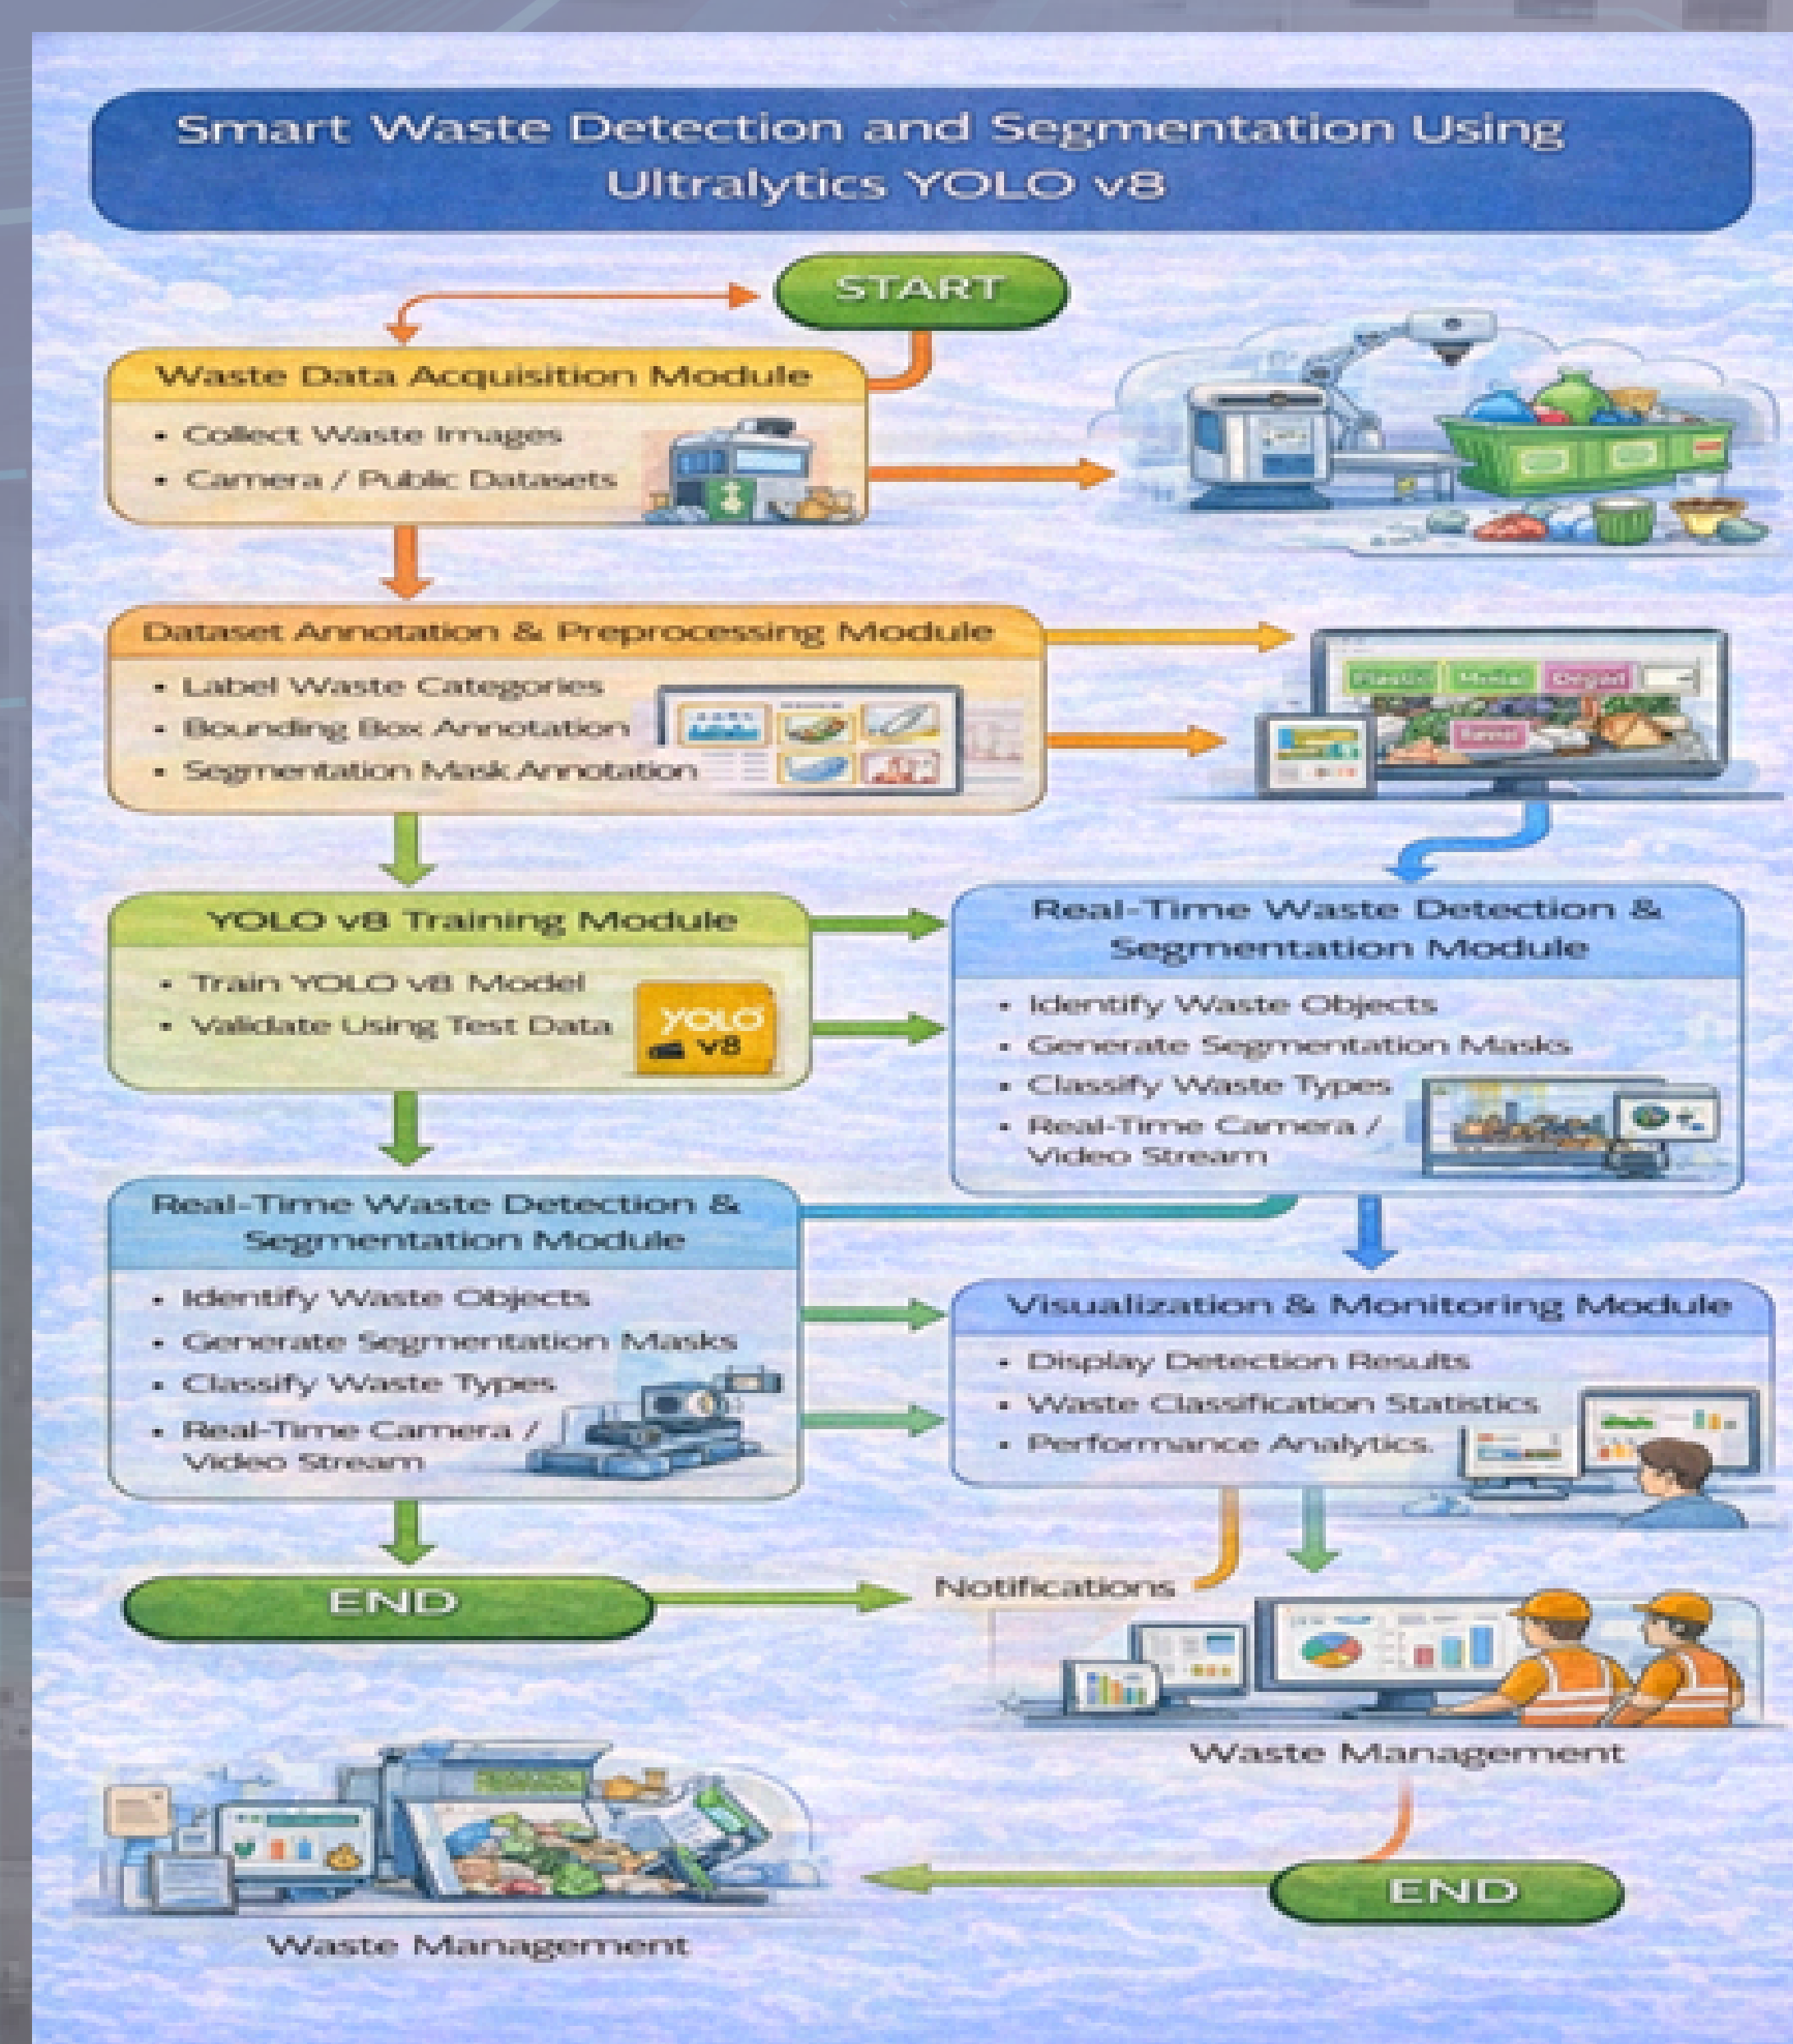 Smart Waste Detection and Segmentation Using
Ultralytics YOLO v8
START
Waste Data Acquisition Module
• Collect Waste Images
• Camera / Public Datasets
Dataset Annotation & Preprocessing Module
• Label Waste Categories
• Bounding Box Annotation
• Segmentation Mask Annotation
Plastic
YOLO v8 Training Module
• Train YOLO v8 Model
• Validate Using Test Data
YOLO
v8
Real-Time Waste Detection &
Segmentation Module
• Identify Waste Objects
• Generate Segmentation Masks
• Classify Waste Types
• Real-Time Camera /
Video Stream
Real-Time Waste Detection &
Segmentation Module
• Identify Waste Objects
• Generate Segmentation Masks
• Classify Waste Types
• Real-Time Camera /
Video Stream
Visualization & Monitoring Module
• Display Detection Results
• Waste Classification Statistics
• Performance Analytics.
END
Notifications
Waste Management
END
Waste Management